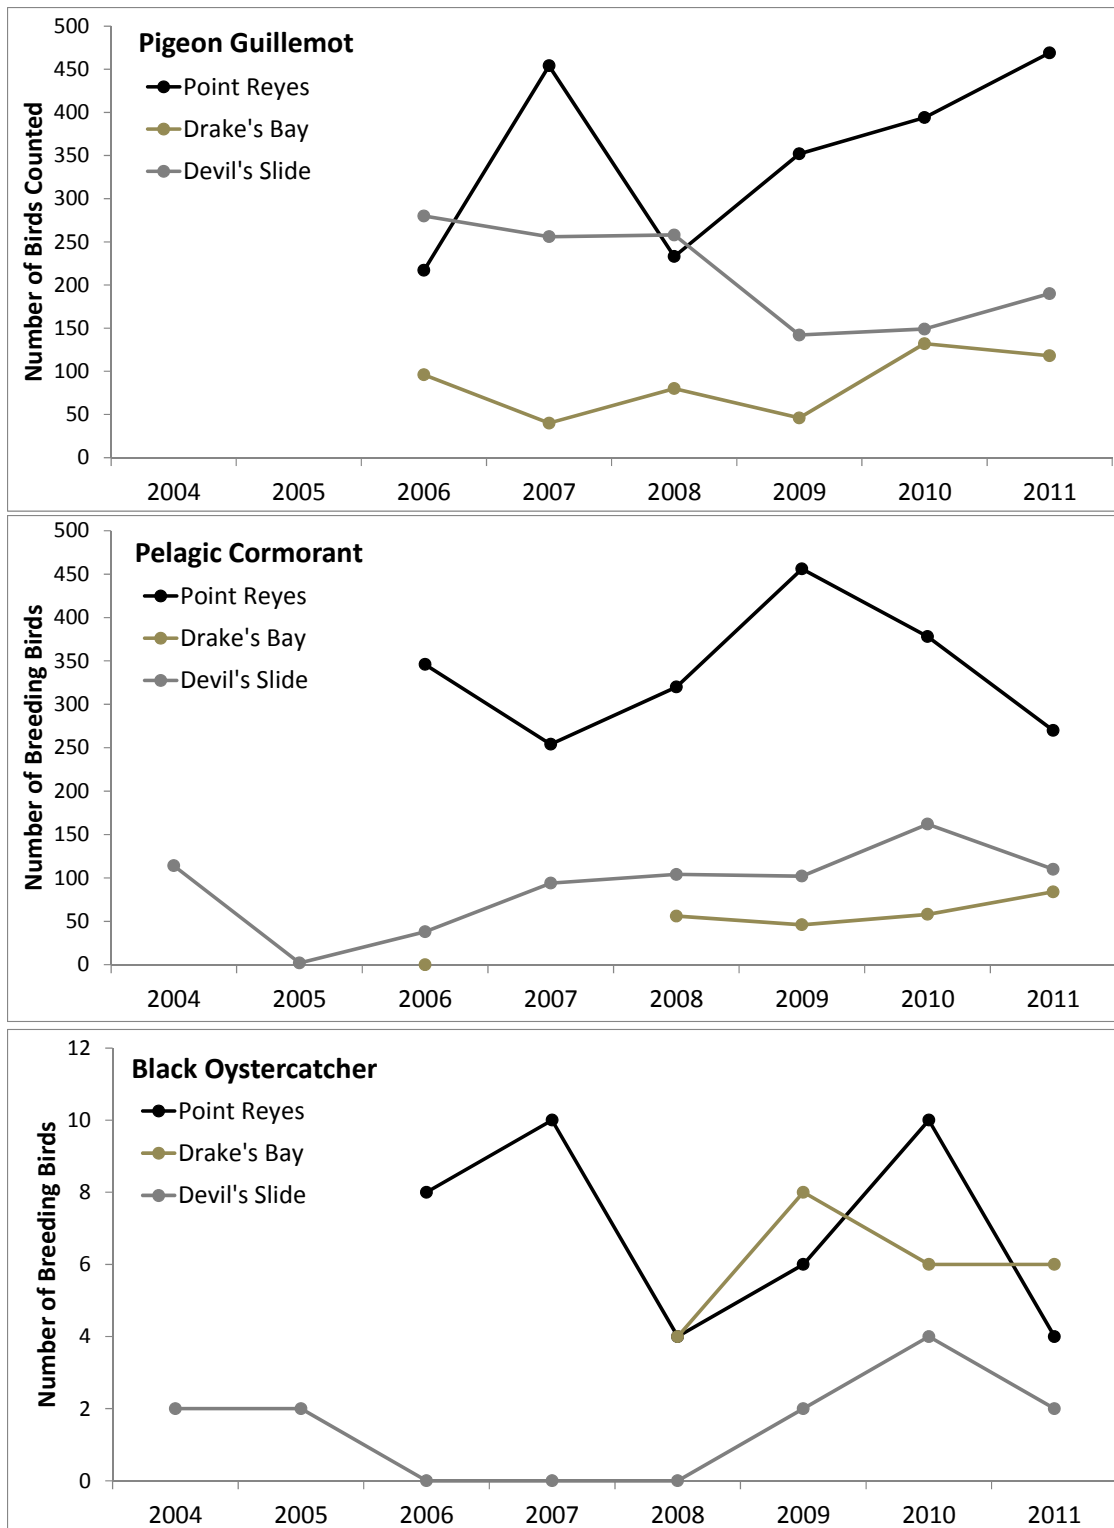 Pigeon Guillemot
Point Reyes
Drake's Bay
Devil's Slide
Number of Birds Counted
500
450
400
350
300
250
200
150
100
50
0
2004 2005 2006 2007 2008 2009 2010 2011
Pelagic Cormorant
Point Reyes
Drake's Bay
Devil's Slide
Number of Breeding Birds
500
450
400
350
300
250
200
150
100
50
0
2004 2005 2006 2007 2008 2009 2010 2011
Black Oystercatcher
Point Reyes
Drake's Bay
Devil's Slide
Number of Breeding Birds
12
10
8
6
4
2
0
2004 2005 2006 2007 2008 2009 2010 2011